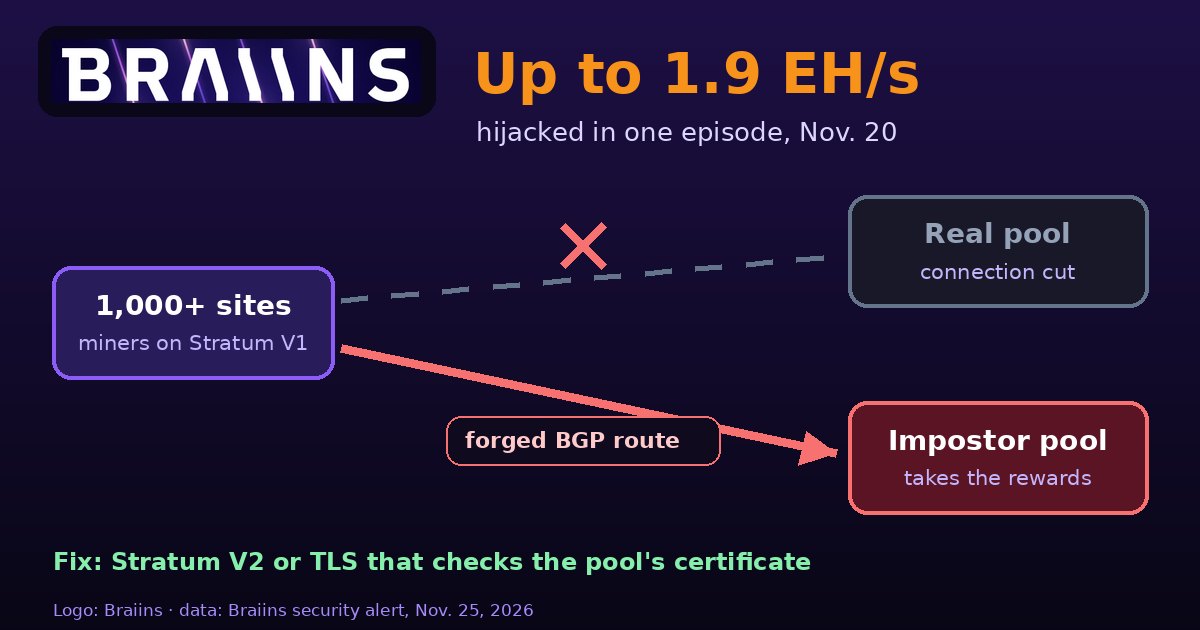 BRAIINS
Up to 1.9 EH/s
hijacked in one episode, Nov. 20
Real pool
connection cut
1,000+ sites
miners on Stratum V1
forged BGP route
Impostor pool
takes the rewards
Fix: Stratum V2 or TLS that checks the pool's certificate
Logo: Braiins · data: Braiins security alert, Nov. 25, 2026